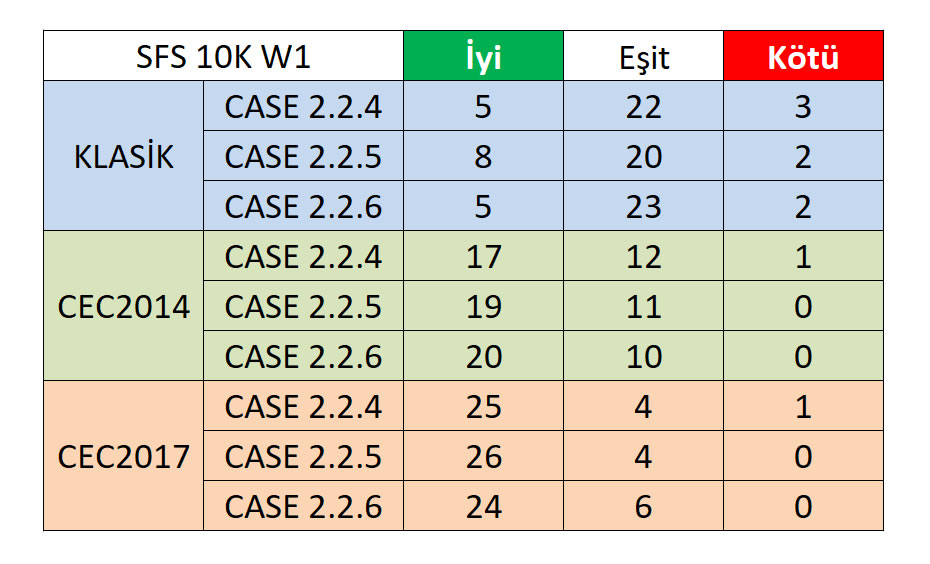 SFS 10K W1 İyi Eşit Kötü
KLASİK CASE 2.2.4 5 22 3
CASE 2.2.5 8 20 2
CASE 2.2.6 5 23 2
CEC2014 CASE 2.2.4 17 12 1
CASE 2.2.5 19 11 0
CASE 2.2.6 20 10 0
CEC2017 CASE 2.2.4 25 4 1
CASE 2.2.5 26 4 0
CASE 2.2.6 24 6 0